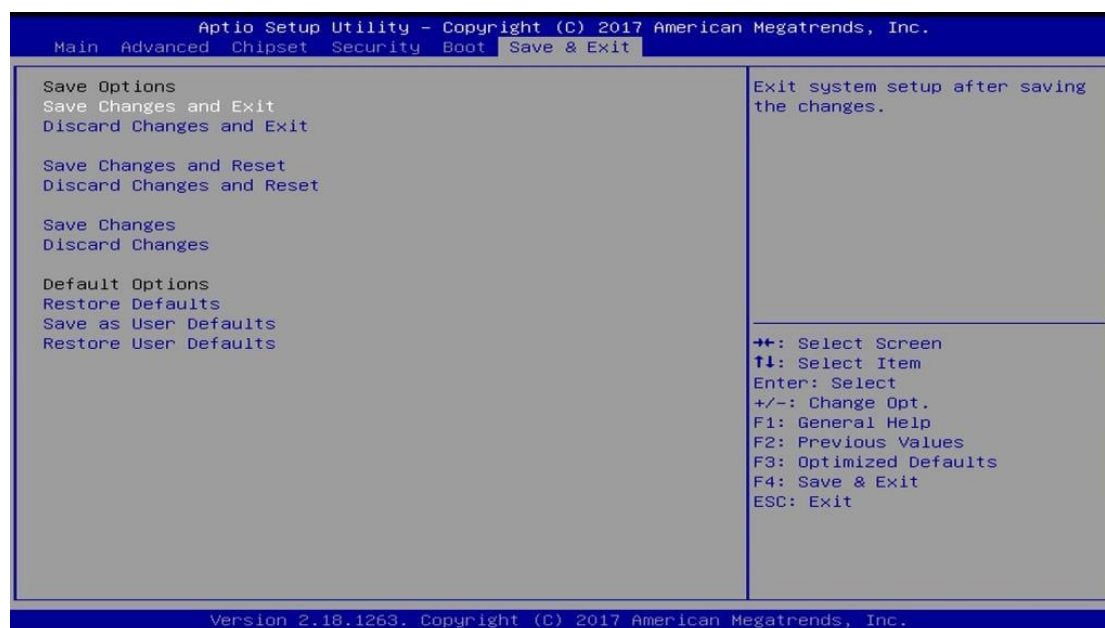 Aptio Setup Utility – Copyright (C) 2017 American Megatrends, Inc.
Main Advanced Chipset Security Boot Save & Exit
Save Options
Save Changes and Exit
Discard Changes and Exit
Save Changes and Reset
Discard Changes and Reset
Save Changes
Discard Changes
Default Options
Restore Defaults
Save as User Defaults
Restore User Defaults
Exit system setup after saving
the changes.
→←: Select Screen
↑↓: Select Item
Enter: Select
+/-: Change Opt.
F1: General Help
F2: Previous Values
F3: Optimized Defaults
F4: Save & Exit
ESC: Exit
Version 2.18.1263. Copyright (C) 2017 American Megatrends, Inc.